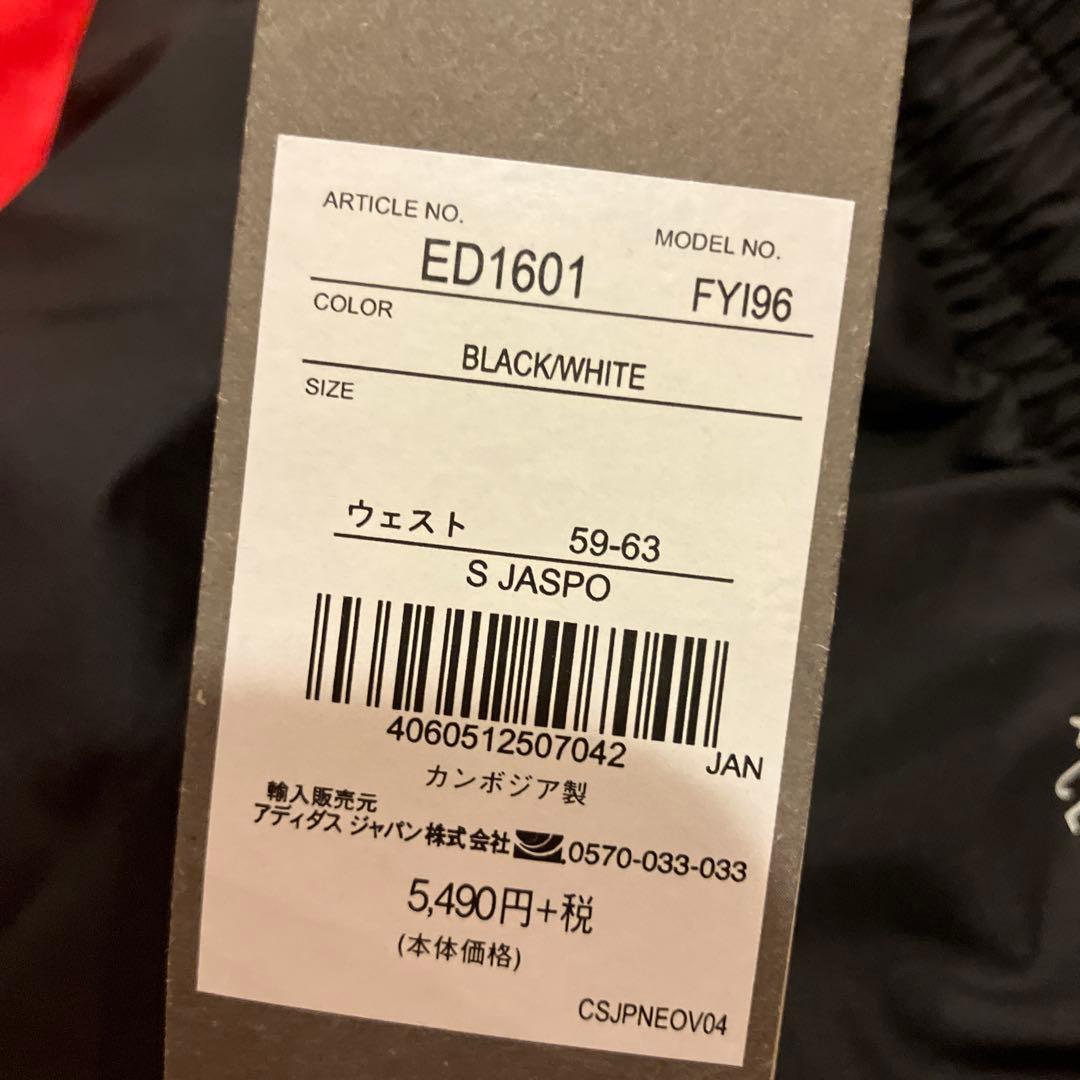 ARTICLE NO.
MODEL NO.
ED1601
FYI96
COLOR
BLACK/WHITE
SIZE
ウェスト 59-63
S JASPO
4060512507042
JAN
カンボジア製
輸入販売元
アディダス ジャパン株式会社 0570-033-033
5,490円+税
(本体価格)
CSJPNEOV04